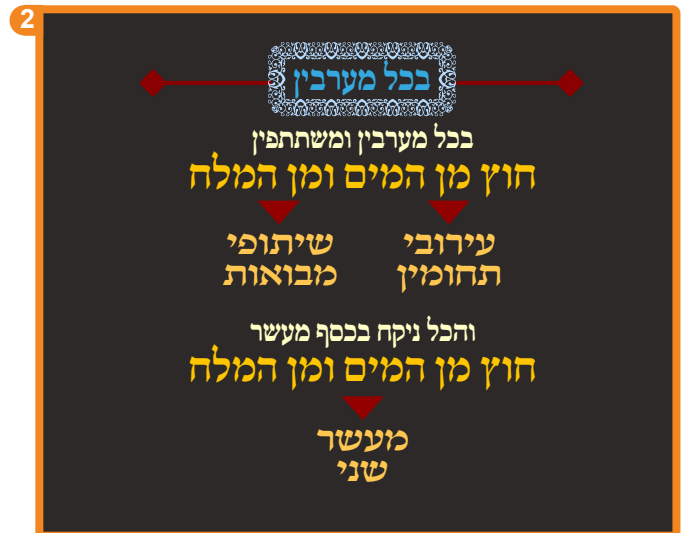 2
בכל מערבין
בכל מערבין ומשתתפין
חוץ מן המים ומן המלח
עירובי שיתופי
תחומין מבואות
והכל ניקח בכסף מעשר
חוץ מן המים ומן המלח
מעשר
שני